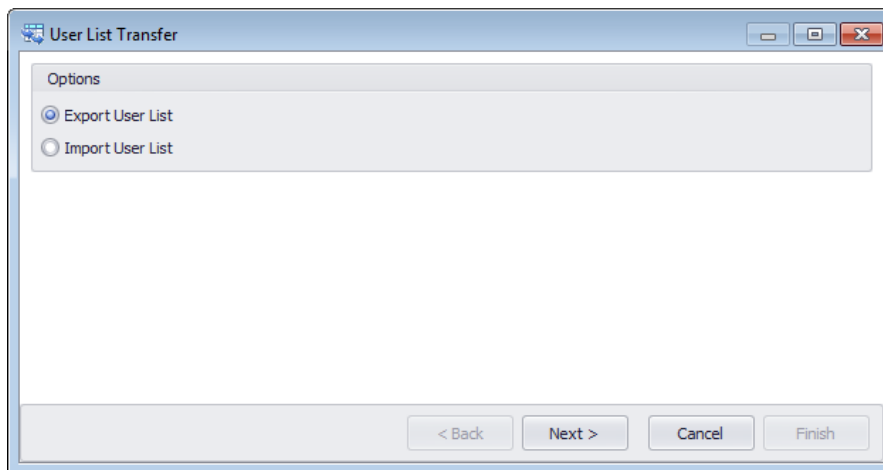 User List Transfer
Options
Export User List
Import User List
< Back Next > Cancel Finish